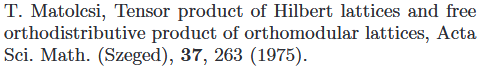 T. Matolcsi, Tensor product of Hilbert lattices and free
orthodistributive product of orthomodular lattices, Acta
Sci. Math. (Szeged), 37, 263 (1975).